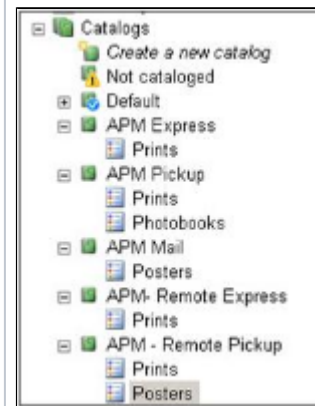 Catalogs
Create a new catalog
Not cataloged
Default
APM Express
Prints
APM Pickup
Prints
Photobooks
APM Mail
Posters
APM- Remote Express
Prints
APM - Remote Pickup
Prints
Posters